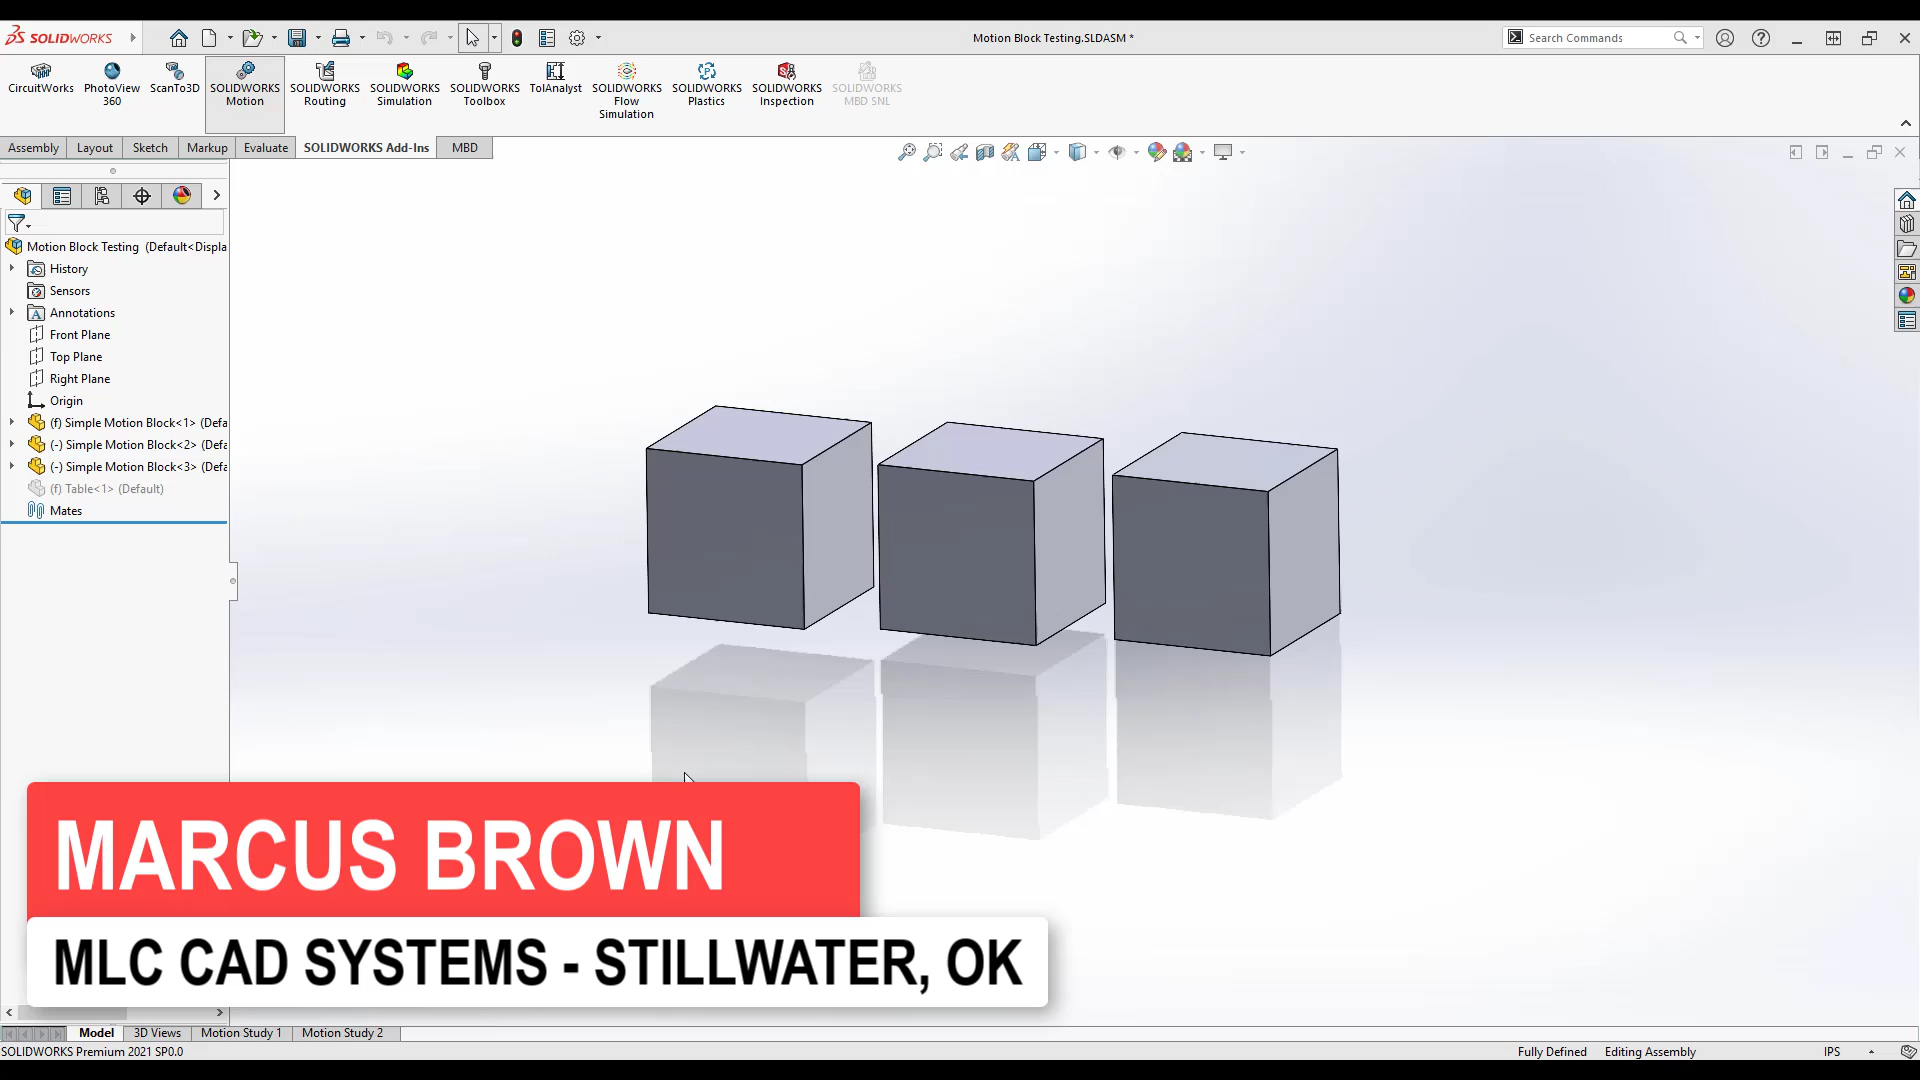 SOLIDWORKS
Motion Block Testing.SLDASM *
Search Commands
CircuitWorks
PhotoView
360
ScanTo3D
SOLIDWORKS
Motion
SOLIDWORKS
Routing
SOLIDWORKS
Simulation
SOLIDWORKS
Toolbox
TolAnalyst
SOLIDWORKS
Flow
Simulation
SOLIDWORKS
Plastics
SOLIDWORKS
Inspection
SOLIDWORKS
MBD SNL
Assembly
Layout
Sketch
Markup
Evaluate
SOLIDWORKS Add-Ins
MBD
Motion Block Testing (Default<Displa
History
Sensors
Annotations
Front Plane
Top Plane
Right Plane
Origin
(f) Simple Motion Block<1> (Defa
(-) Simple Motion Block<2> (Defa
(-) Simple Motion Block<3> (Defa
(f) Table<1> (Default)
Mates
MARCUS BROWN
MLC CAD SYSTEMS - STILLWATER, OK
Model
3D Views
Motion Study 1
Motion Study 2
SOLIDWORKS Premium 2021 SP0.0
Fully Defined
Editing Assembly
IPS